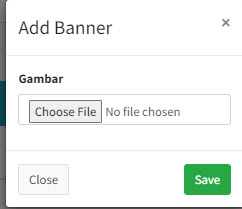 Add Banner ×
Gambar
Choose File No file chosen
Close Save